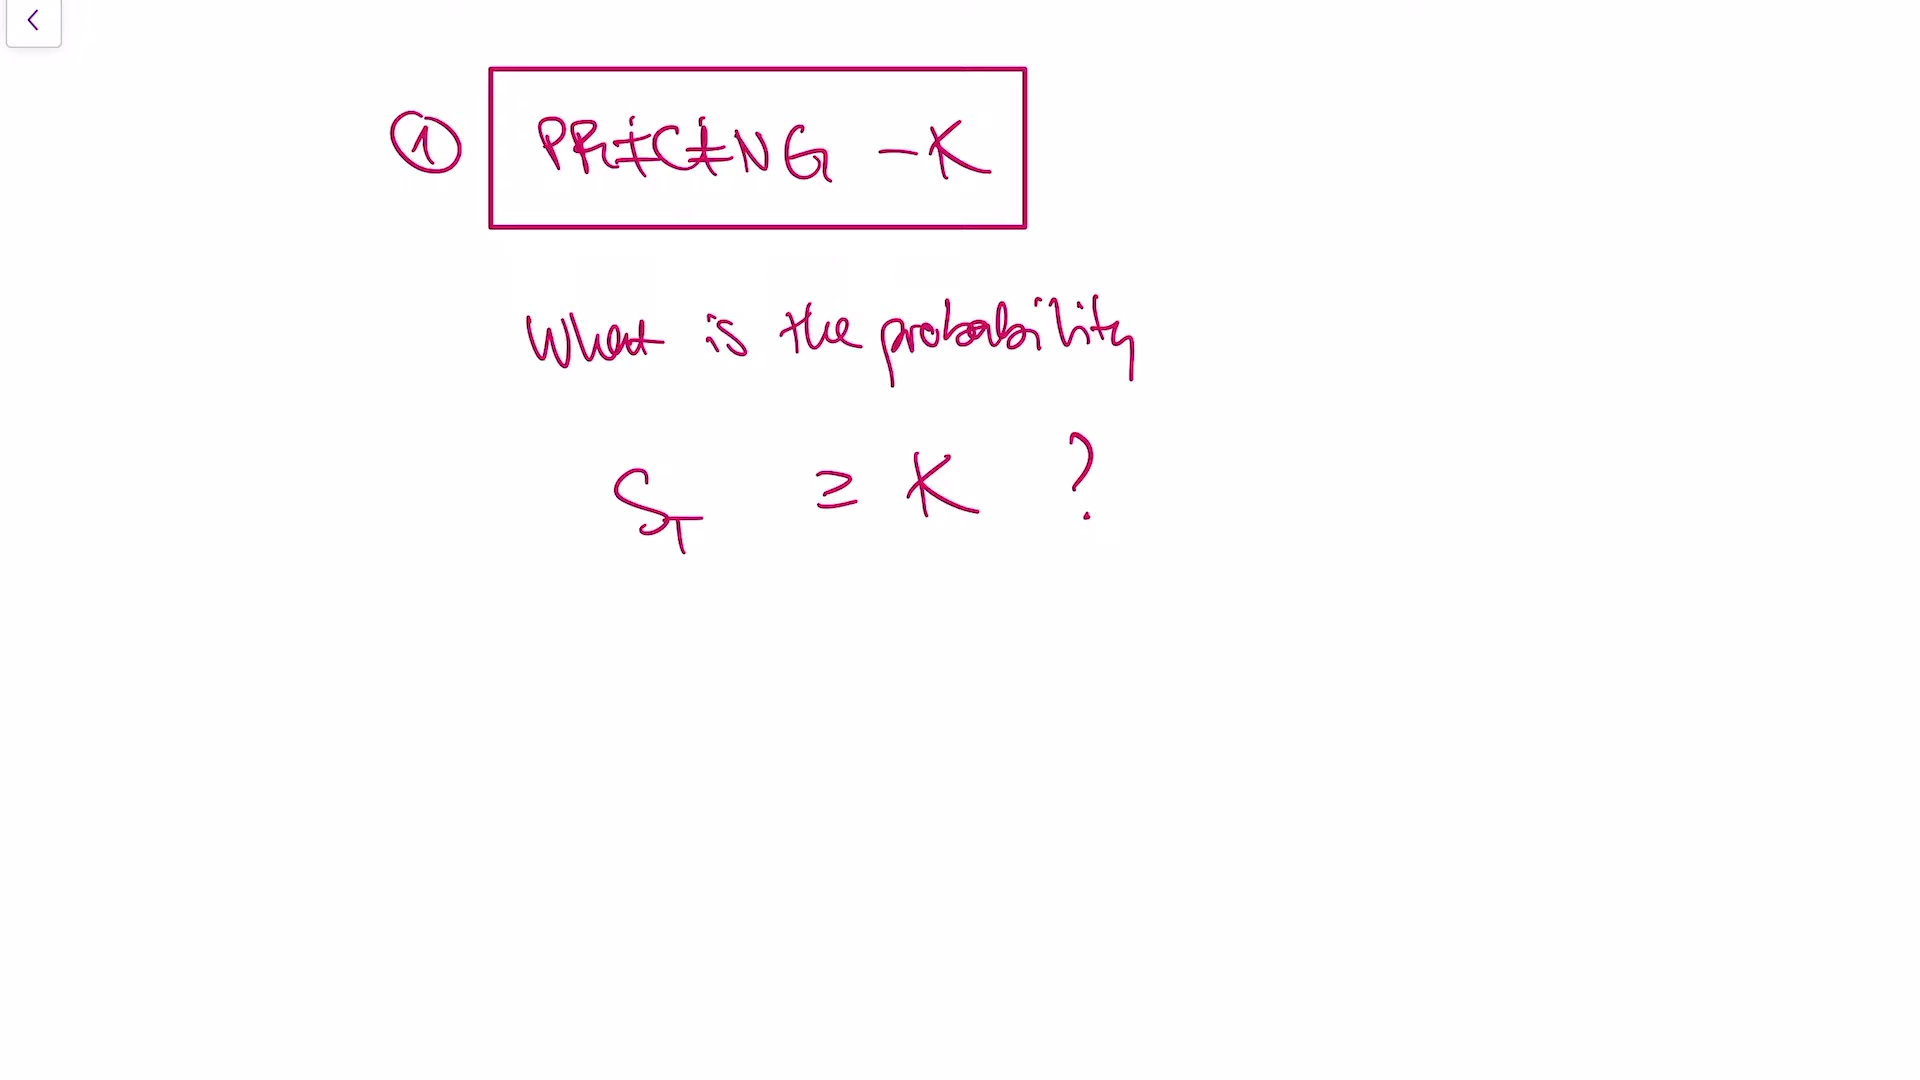 ① PRiCiNG -K
What is the probability
S_T ≥ K ?